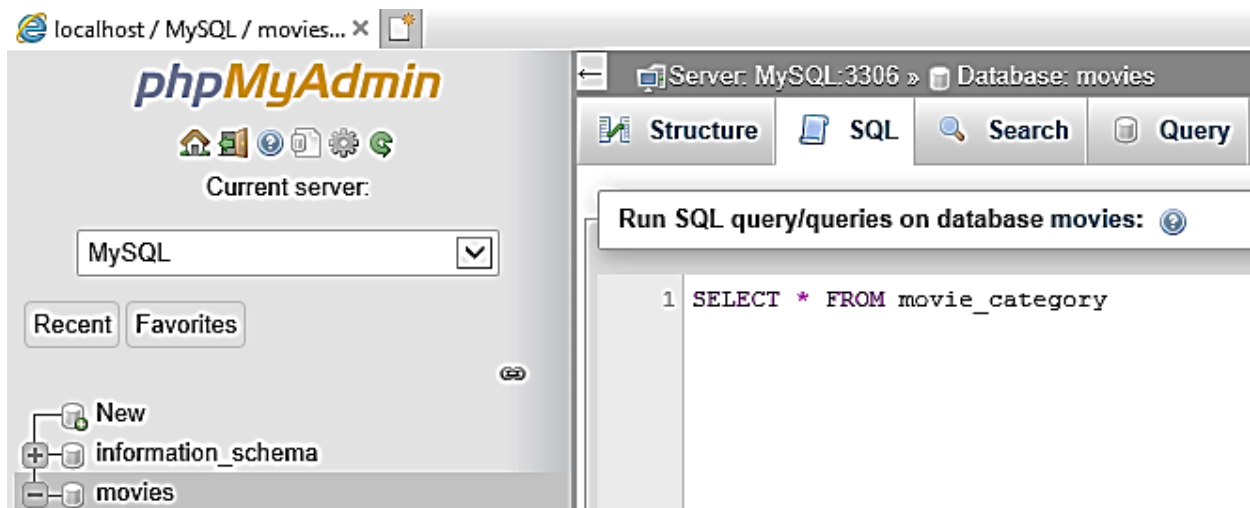 localhost / MySQL / movies...
phpMyAdmin
Current server:
MySQL
Recent Favorites
New
information_schema
movies
Server: MySQL:3306 » Database: movies
Structure SQL Search Query
Run SQL query/queries on database movies:
1 SELECT * FROM movie_category